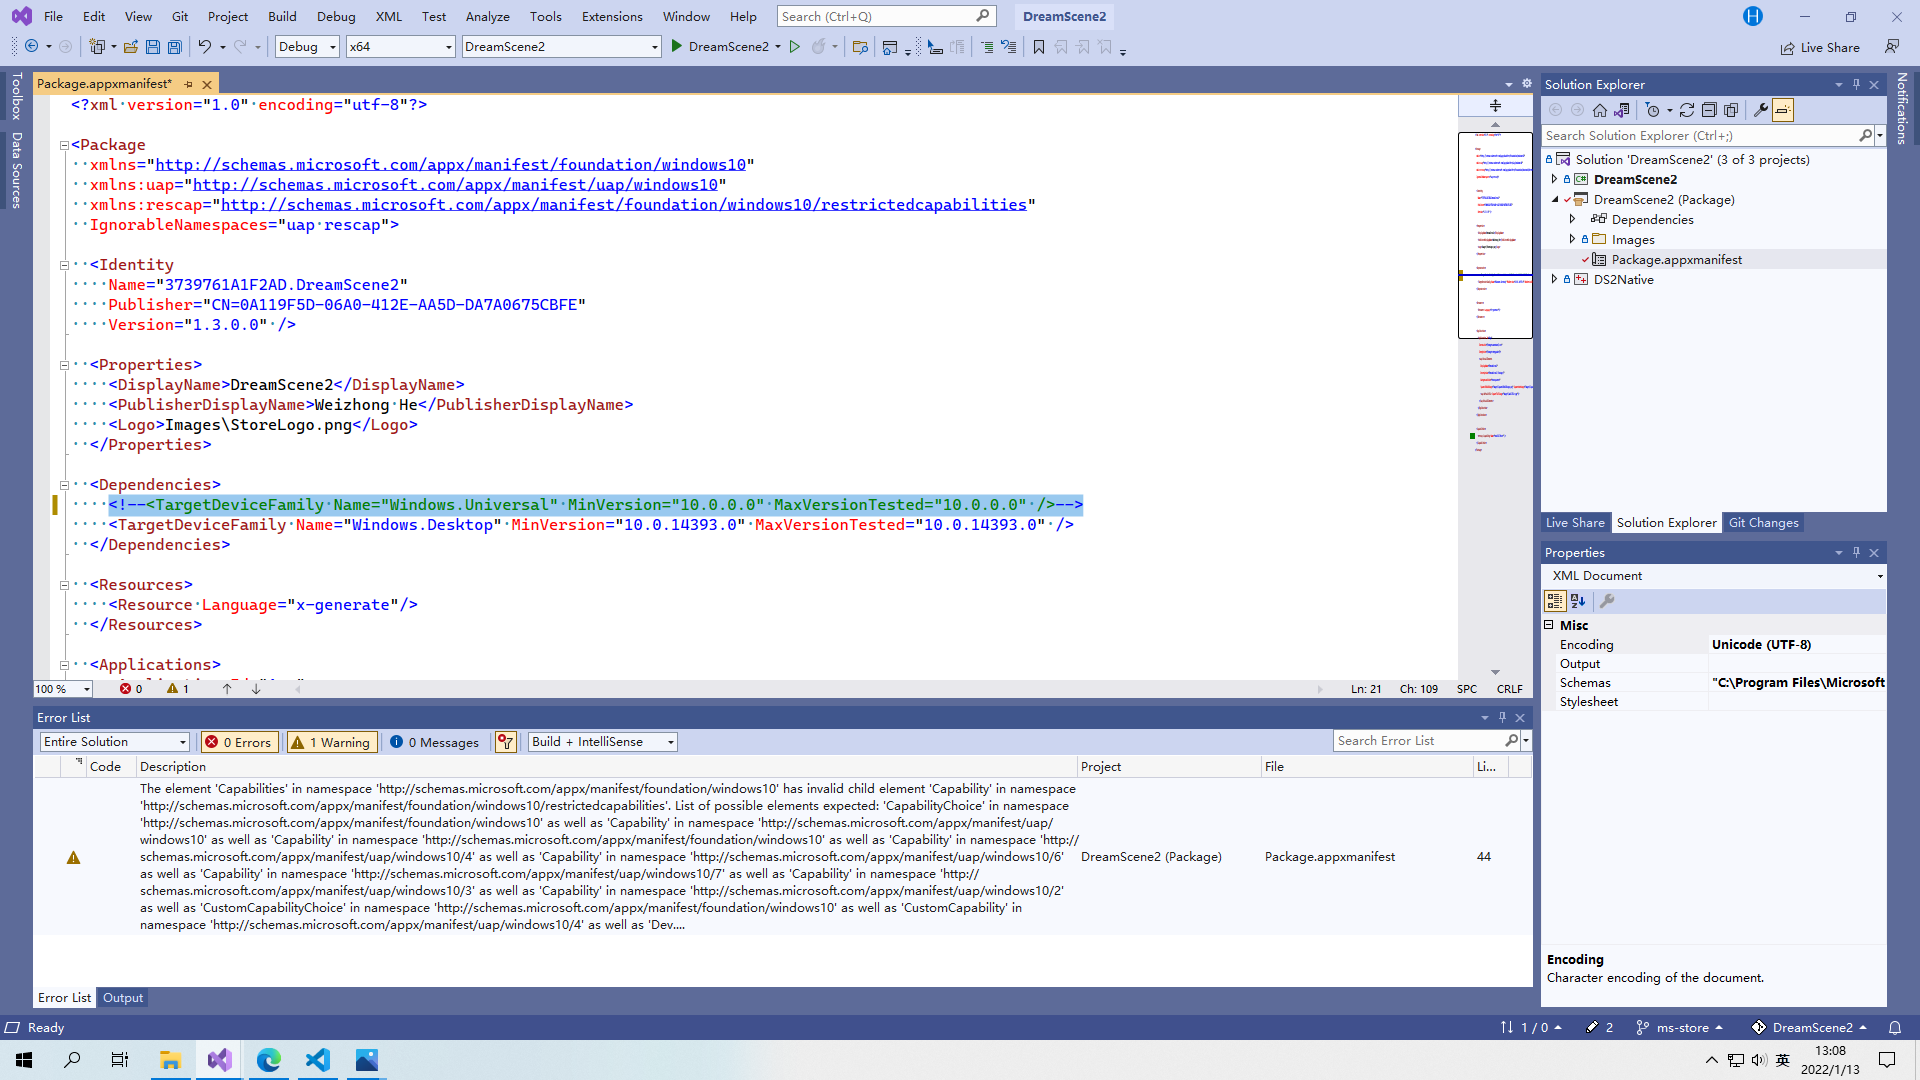 File Edit View Git Project Build Debug XML Test Analyze Tools Extensions Window Help Search (Ctrl+Q) DreamScene2
Debug x64 DreamScene2 DreamScene2 Live Share
Toolbox
Data Sources
Package.appxmanifest*
<?xml version="1.0" encoding="utf-8"?>
<Package
xmlns="http://schemas.microsoft.com/appx/manifest/foundation/windows10"
xmlns:uap="http://schemas.microsoft.com/appx/manifest/uap/windows10"
xmlns:rescap="http://schemas.microsoft.com/appx/manifest/foundation/windows10/restrictedcapabilities"
IgnorableNamespaces="uap rescap">
<Identity
Name="3739761A1F2AD.DreamScene2"
Publisher="CN=0A119F5D-06A0-412E-AA5D-DA7A0675CBFE"
Version="1.3.0.0" />
<Properties>
<DisplayName>DreamScene2</DisplayName>
<PublisherDisplayName>Weizhong He</PublisherDisplayName>
<Logo>Images\StoreLogo.png</Logo>
</Properties>
<Dependencies>
<!--<TargetDeviceFamily Name="Windows.Universal" MinVersion="10.0.0.0" MaxVersionTested="10.0.0.0" />-->
<TargetDeviceFamily Name="Windows.Desktop" MinVersion="10.0.14393.0" MaxVersionTested="10.0.14393.0" />
</Dependencies>
<Resources>
<Resource Language="x-generate"/>
</Resources>
<Applications>
100 % 0 1 Ln: 21 Ch: 109 SPC CRLF
Error List
Entire Solution 0 Errors 1 Warning 0 Messages Build + IntelliSense Search Error List
Code Description Project File Li...
The element 'Capabilities' in namespace 'http://schemas.microsoft.com/appx/manifest/foundation/windows10' has invalid child element 'Capability' in namespace
'http://schemas.microsoft.com/appx/manifest/foundation/windows10/restrictedcapabilities'. List of possible elements expected: 'CapabilityChoice' in namespace
'http://schemas.microsoft.com/appx/manifest/foundation/windows10' as well as 'Capability' in namespace 'http://schemas.microsoft.com/appx/manifest/uap/
windows10' as well as 'Capability' in namespace 'http://schemas.microsoft.com/appx/manifest/foundation/windows10' as well as 'Capability' in namespace 'http://
schemas.microsoft.com/appx/manifest/uap/windows10/4' as well as 'Capability' in namespace 'http://schemas.microsoft.com/appx/manifest/uap/windows10/6'
as well as 'Capability' in namespace 'http://schemas.microsoft.com/appx/manifest/uap/windows10/7' as well as 'Capability' in namespace 'http://
schemas.microsoft.com/appx/manifest/uap/windows10/3' as well as 'Capability' in namespace 'http://schemas.microsoft.com/appx/manifest/uap/windows10/2'
as well as 'CustomCapabilityChoice' in namespace 'http://schemas.microsoft.com/appx/manifest/foundation/windows10' as well as 'CustomCapability' in
namespace 'http://schemas.microsoft.com/appx/manifest/uap/windows10/4' as well as 'Dev....
DreamScene2 (Package) Package.appxmanifest 44
Error List Output
Solution Explorer
Search Solution Explorer (Ctrl+;)
Solution 'DreamScene2' (3 of 3 projects)
DreamScene2
DreamScene2 (Package)
Dependencies
Images
Package.appxmanifest
DS2Native
Live Share Solution Explorer Git Changes
Properties
XML Document
Misc
Encoding Unicode (UTF-8)
Output
Schemas "C:\Program Files\Microsoft
Stylesheet
Encoding
Character encoding of the document.
Notifications
Ready 1 / 0 2 ms-store DreamScene2
英
13:08
2022/1/13